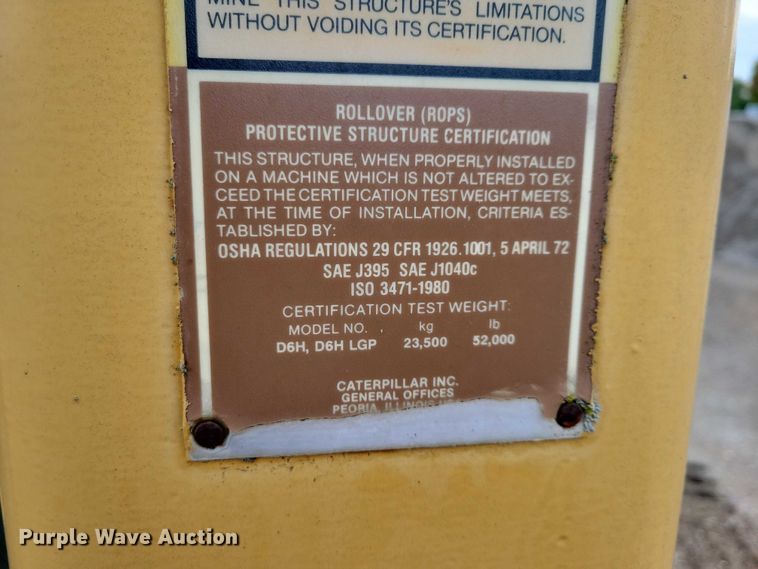 MINE THIS STRUCTURE'S LIMITATIONS
WITHOUT VOIDING ITS CERTIFICATION.
ROLLOVER (ROPS)
PROTECTIVE STRUCTURE CERTIFICATION
THIS STRUCTURE, WHEN PROPERLY INSTALLED
ON A MACHINE WHICH IS NOT ALTERED TO EX-
CEED THE CERTIFICATION TEST WEIGHT MEETS,
AT THE TIME OF INSTALLATION, CRITERIA ES-
TABLISHED BY:
OSHA REGULATIONS 29 CFR 1926.1001, 5 APRIL 72
SAE J395 SAE J1040c
ISO 3471-1980
CERTIFICATION TEST WEIGHT:
MODEL NO. kg lb
D6H, D6H LGP 23,500 52,000
CATERPILLAR INC.
GENERAL OFFICES
PEORIA, ILLINOIS
Purple Wave Auction